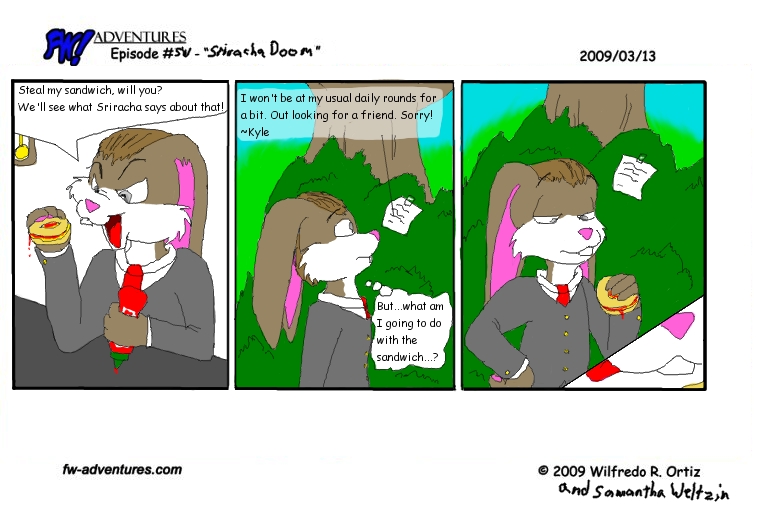 FW! ADVENTURES
Episode #54 - "Sriracha Doom"
2009/03/13
Steal my sandwich, will you?
We'll see what Sriracha says about that!
I won't be at my usual daily rounds for
a bit. Out looking for a friend. Sorry!
~Kyle
But...what am
I going to do
with the
sandwich...?
fw-adventures.com
© 2009 Wilfredo R. Ortiz
and Samantha Weltzin